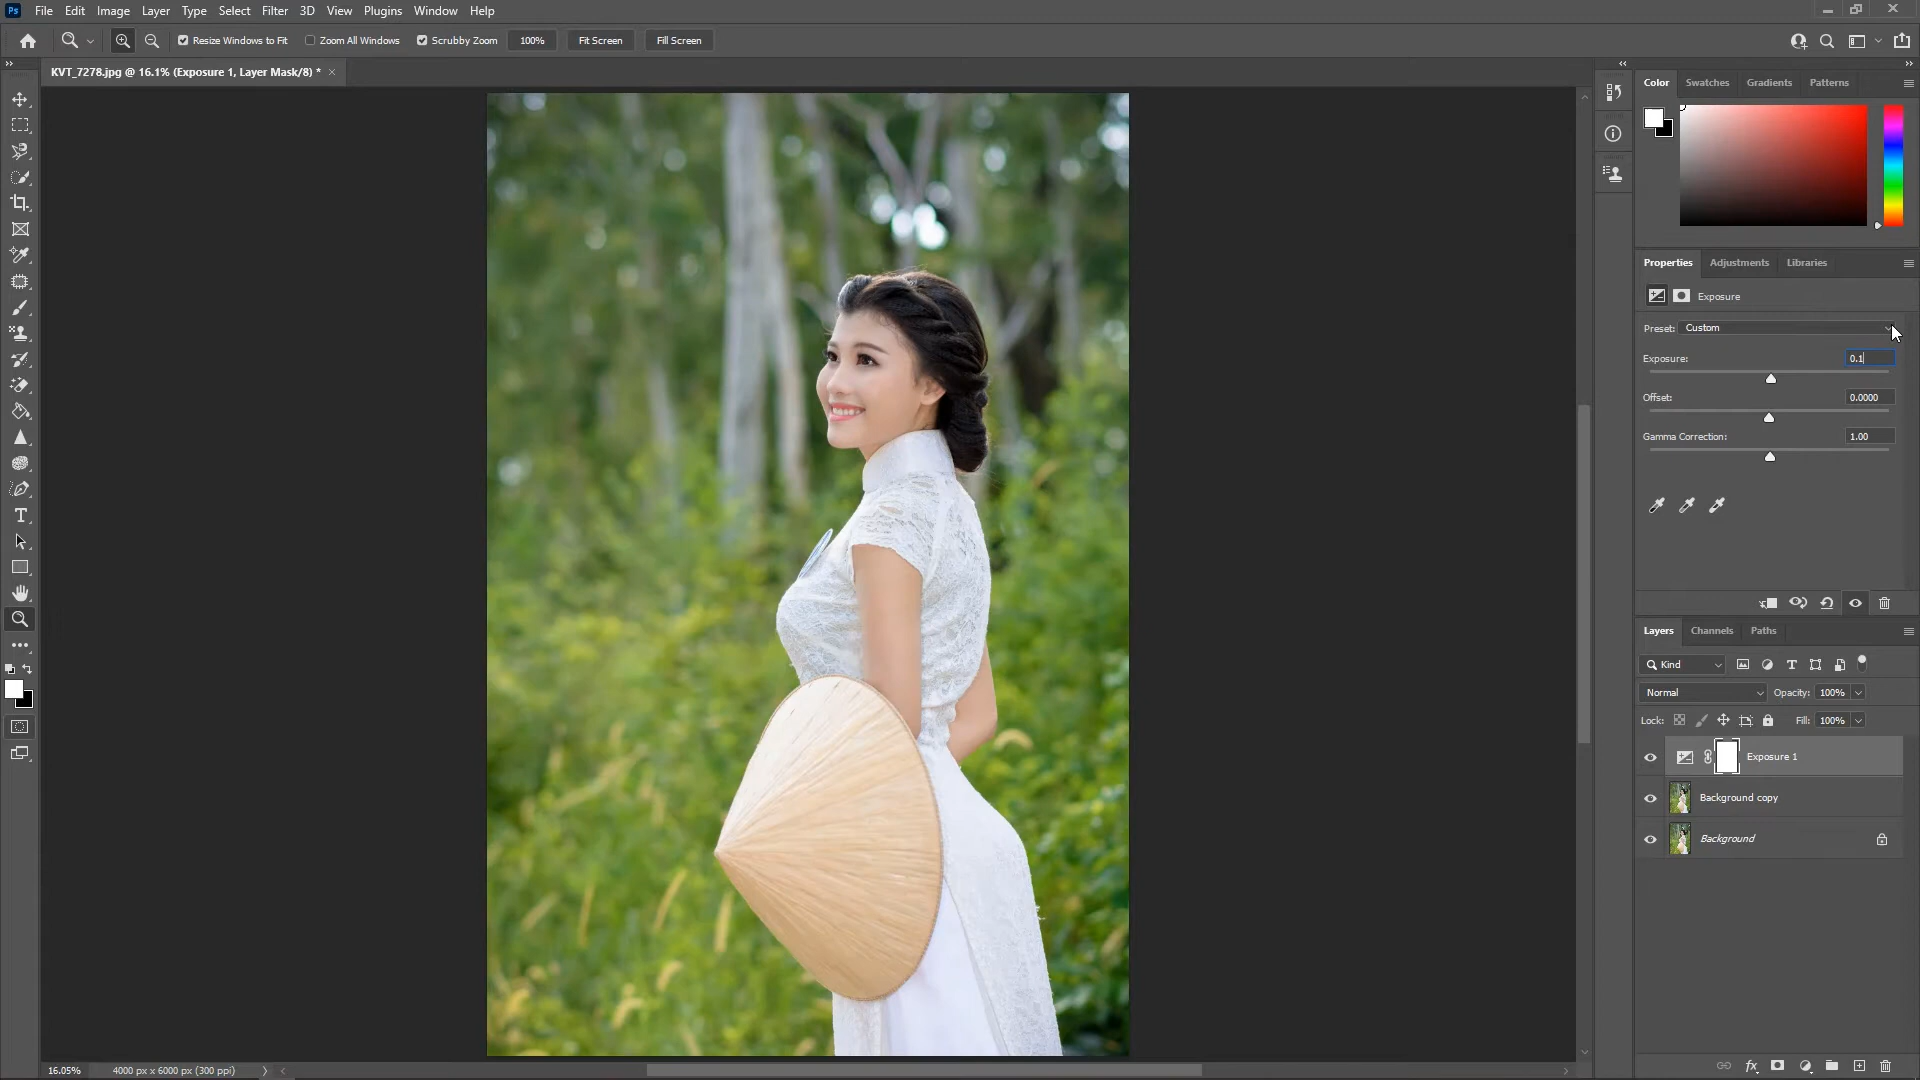 Ps File Edit Image Layer Type Select Filter 3D View Plugins Window Help
Resize Windows to Fit Zoom All Windows Scrubby Zoom 100% Fit Screen Fill Screen
KVT_7278.jpg @ 16.1% (Exposure 1, Layer Mask/8) * ×
Color Swatches Gradients Patterns
Properties Adjustments Libraries
Exposure
Preset: Custom
Exposure: 0.1
Offset: 0.0000
Gamma Correction: 1.00
Layers Channels Paths
Kind
Normal Opacity: 100%
Lock: Fill: 100%
Exposure 1
Background copy
Background
fx
16.05% 4000 px x 6000 px (300 ppi)